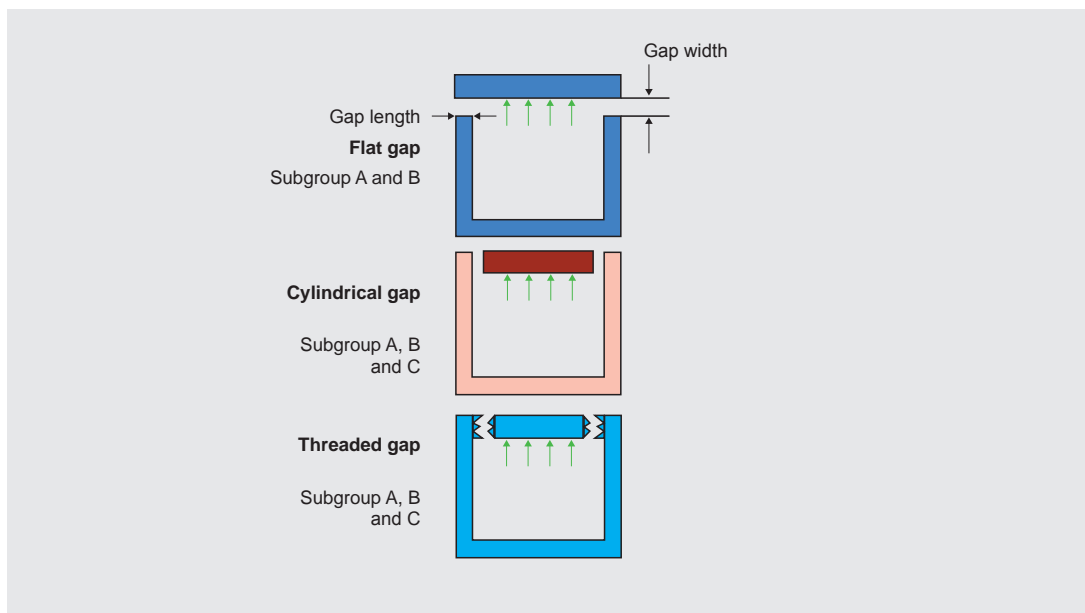 Gap width
Gap length
Flat gap
Subgroup A and B
Cylindrical gap
Subgroup A, B
and C
Threaded gap
Subgroup A, B
and C